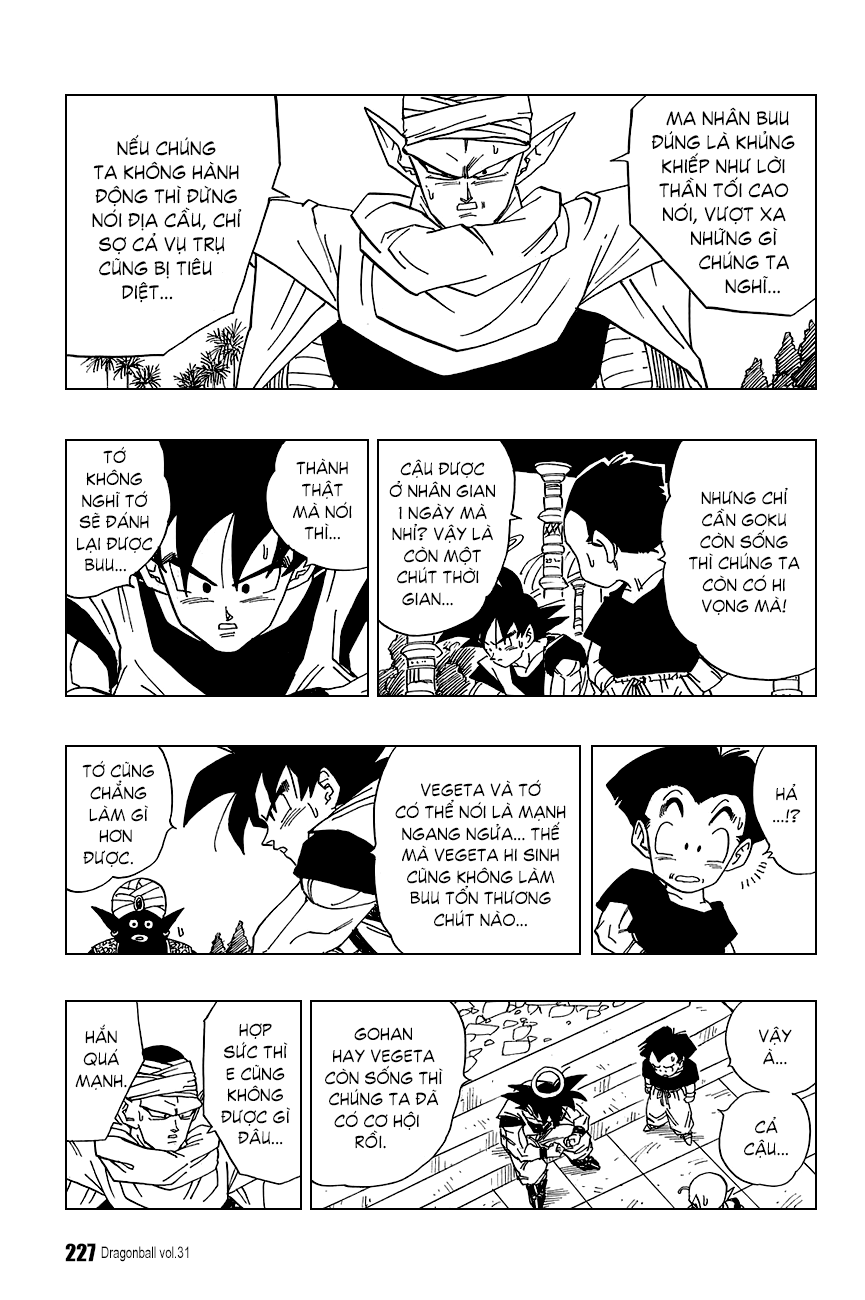 MA NHÂN BUU
ĐÚNG LÀ KHỦNG
KHIẾP NHƯ LỜI
THẦN TỐI CAO
NÓI, VƯỢT XA
NHỮNG GÌ
CHÚNG TA
NGHĨ...
NẾU CHÚNG
TA KHÔNG HÀNH
ĐỘNG THÌ ĐỪNG
NÓI ĐỊA CẦU, CHỈ
SỢ CẢ VỤ TRỤ
CŨNG BỊ TIÊU
DIỆT...
NHƯNG CHỈ
CẦN GOKU
CÒN SỐNG
THÌ CHÚNG TA
CÒN CÓ HI
VỌNG MÀ!
CẬU ĐƯỢC
Ở NHÂN GIAN
1 NGÀY MÀ
NHỈ? VẬY LÀ
CÒN MỘT
CHÚT THỜI
GIAN...
THÀNH
THẬT
MÀ NÓI
THÌ...
TỚ
KHÔNG
NGHĨ TỚ
SẼ ĐÁNH
LẠI ĐƯỢC
BUU...
HẢ
...!?
VEGETA VÀ TỚ
CÓ THỂ NÓI LÀ MẠNH
NGANG NGỬA... THẾ
MÀ VEGETA HI SINH
CŨNG KHÔNG LÀM
BUU TỔN THƯƠNG
CHÚT NÀO...
TỚ CŨNG
CHẲNG
LÀM GÌ
HƠN
ĐƯỢC.
VẬY
À...
CẢ
CẬU...
GOHAN
HAY VEGETA
CÒN SỐNG THÌ
CHÚNG TA ĐÃ
CÓ CƠ HỘI
RỒI.
HỢP
SỨC THÌ
E CŨNG
KHÔNG
ĐƯỢC GÌ
ĐÂU...
HẮN
QUÁ
MẠNH.
227 Dragonball vol.31